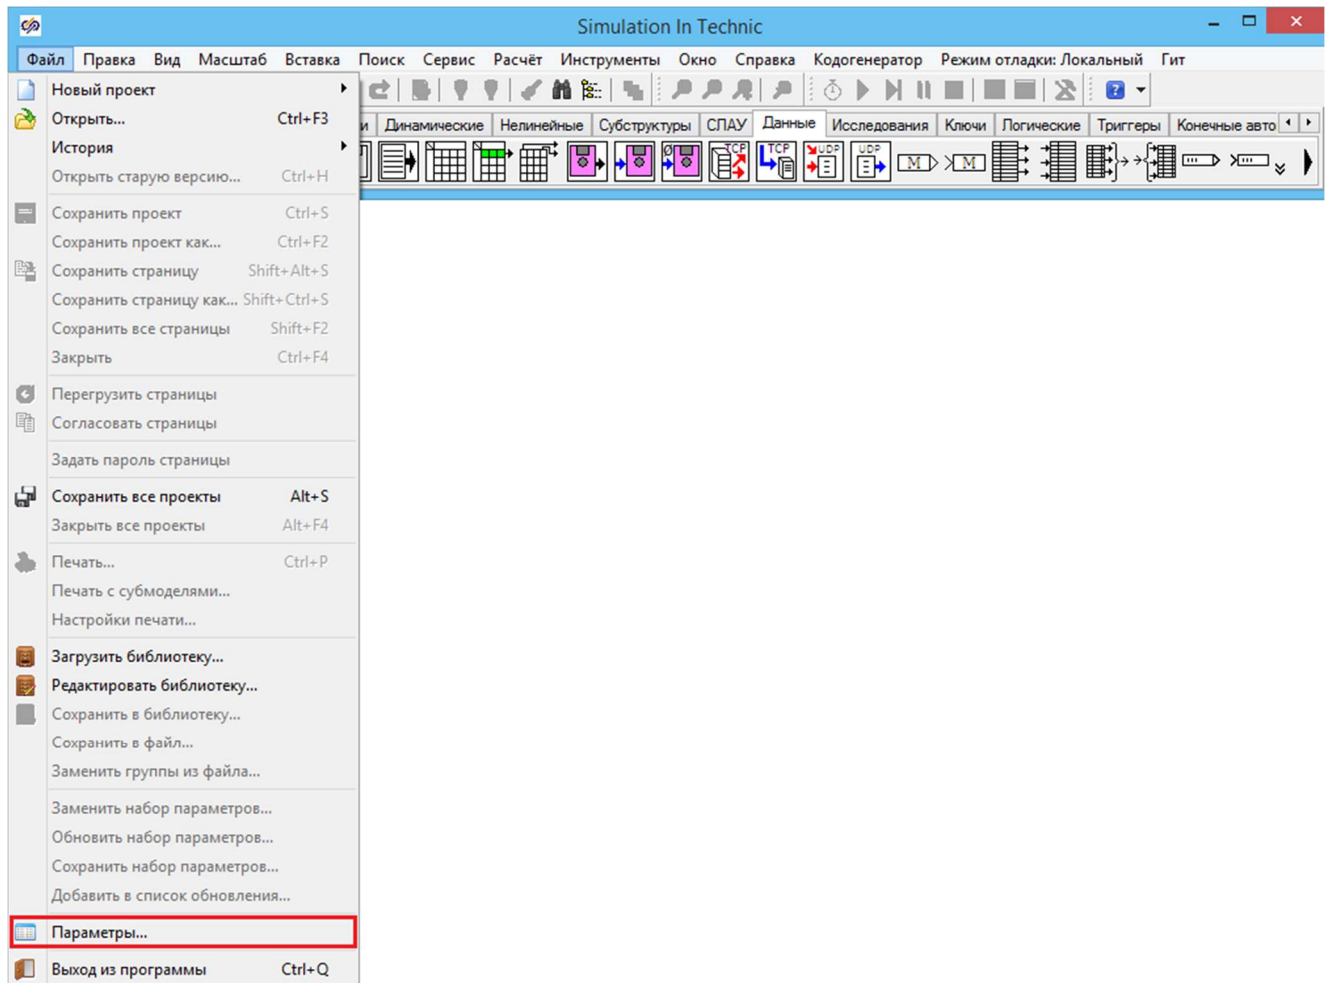 Simulation In Technic
Файл Правка Вид Масштаб Вставка Поиск Сервис Расчёт Инструменты Окно Справка Кодогенератор Режим отладки: Локальный Гит
и Динамические Нелинейные Субструктуры СЛАУ Данные Исследования Ключи Логические Триггеры Конечные авто
TCP TCP UDP UDP M M
Новый проект
Открыть... Ctrl+F3
История
Открыть старую версию... Ctrl+H
Сохранить проект Ctrl+S
Сохранить проект как... Ctrl+F2
Сохранить страницу Shift+Alt+S
Сохранить страницу как... Shift+Ctrl+S
Сохранить все страницы Shift+F2
Закрыть Ctrl+F4
Перегрузить страницы
Согласовать страницы
Задать пароль страницы
Сохранить все проекты Alt+S
Закрыть все проекты Alt+F4
Печать... Ctrl+P
Печать с субмоделями...
Настройки печати...
Загрузить библиотеку...
Редактировать библиотеку...
Сохранить в библиотеку...
Сохранить в файл...
Заменить группы из файла...
Заменить набор параметров...
Обновить набор параметров...
Сохранить набор параметров...
Добавить в список обновления...
Параметры...
Выход из программы Ctrl+Q